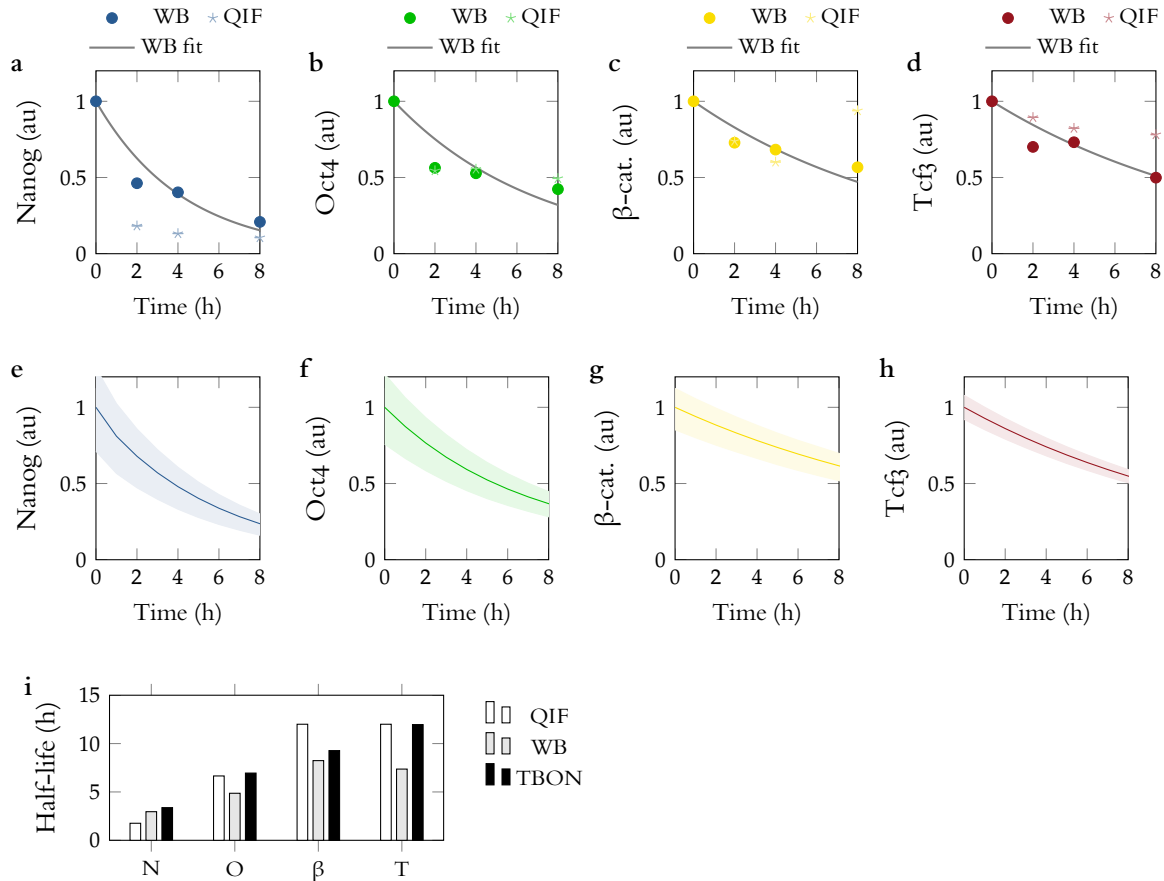 WB QIF WB QIF WB QIF WB QIF
WB fit WB fit WB fit WB fit
a b c d
1 1 1 1
0.5 0.5 0.5 0.5
0 0 0 0
Nanog (au) Oct4 (au) β-cat. (au) Tcf3 (au)
0 2 4 6 8 0 2 4 6 8 0 2 4 6 8 0 2 4 6 8
Time (h) Time (h) Time (h) Time (h)
e f g h
1 1 1 1
0.5 0.5 0.5 0.5
0 0 0 0
Nanog (au) Oct4 (au) β-cat. (au) Tcf3 (au)
0 2 4 6 8 0 2 4 6 8 0 2 4 6 8 0 2 4 6 8
Time (h) Time (h) Time (h) Time (h)
i
15
10
5
0
Half-life (h)
N O β T
QIF
WB
TBON